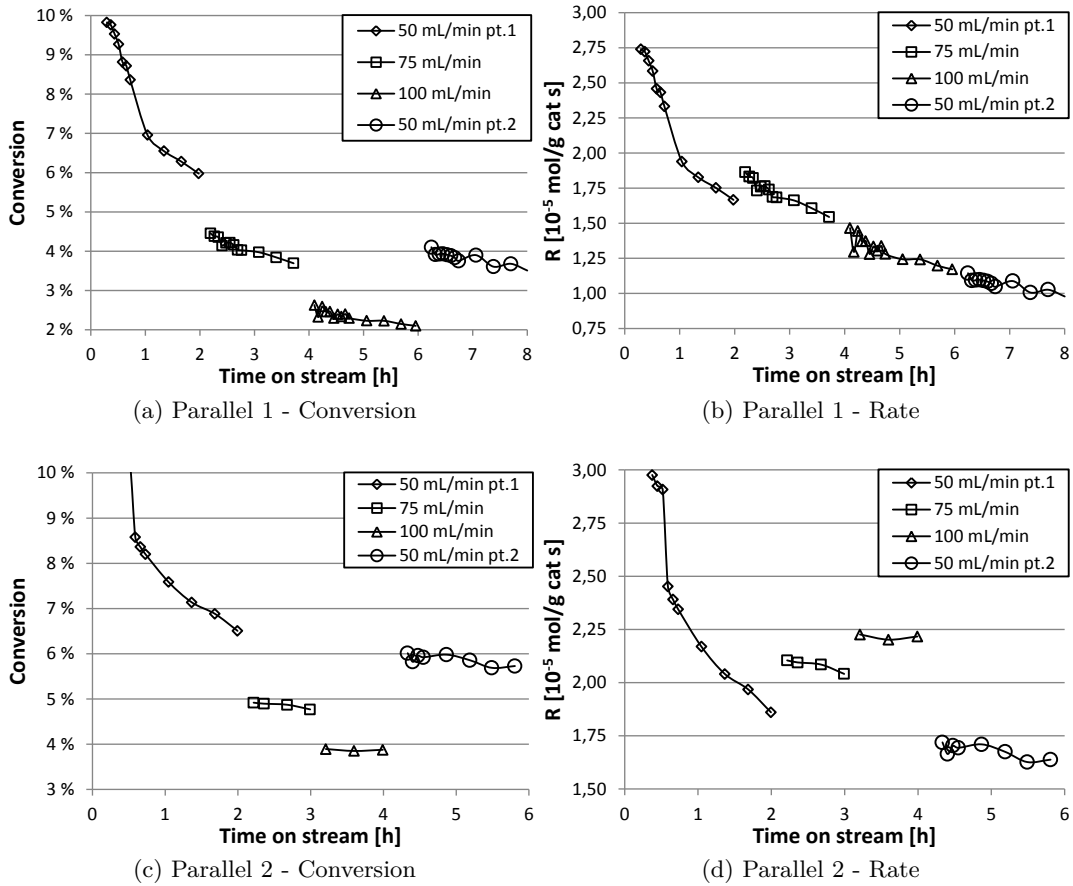 10 %
9 %
8 %
7 %
6 %
5 %
4 %
3 %
2 %
Conversion
50 mL/min pt.1
75 mL/min
100 mL/min
50 mL/min pt.2
0 1 2 3 4 5 6 7 8
Time on stream [h]
(a) Parallel 1 - Conversion
3,00
2,75
2,50
2,25
2,00
1,75
1,50
1,25
1,00
0,75
R [10⁻⁵ mol/g cat s]
50 mL/min pt.1
75 mL/min
100 mL/min
50 mL/min pt.2
0 1 2 3 4 5 6 7 8
Time on stream [h]
(b) Parallel 1 - Rate
10 %
9 %
8 %
7 %
6 %
5 %
4 %
3 %
Conversion
50 mL/min pt.1
75 mL/min
100 mL/min
50 mL/min pt.2
0 1 2 3 4 5 6
Time on stream [h]
(c) Parallel 2 - Conversion
3,00
2,75
2,50
2,25
2,00
1,75
1,50
R [10⁻⁵ mol/g cat s]
50 mL/min pt.1
75 mL/min
100 mL/min
50 mL/min pt.2
0 1 2 3 4 5 6
Time on stream [h]
(d) Parallel 2 - Rate